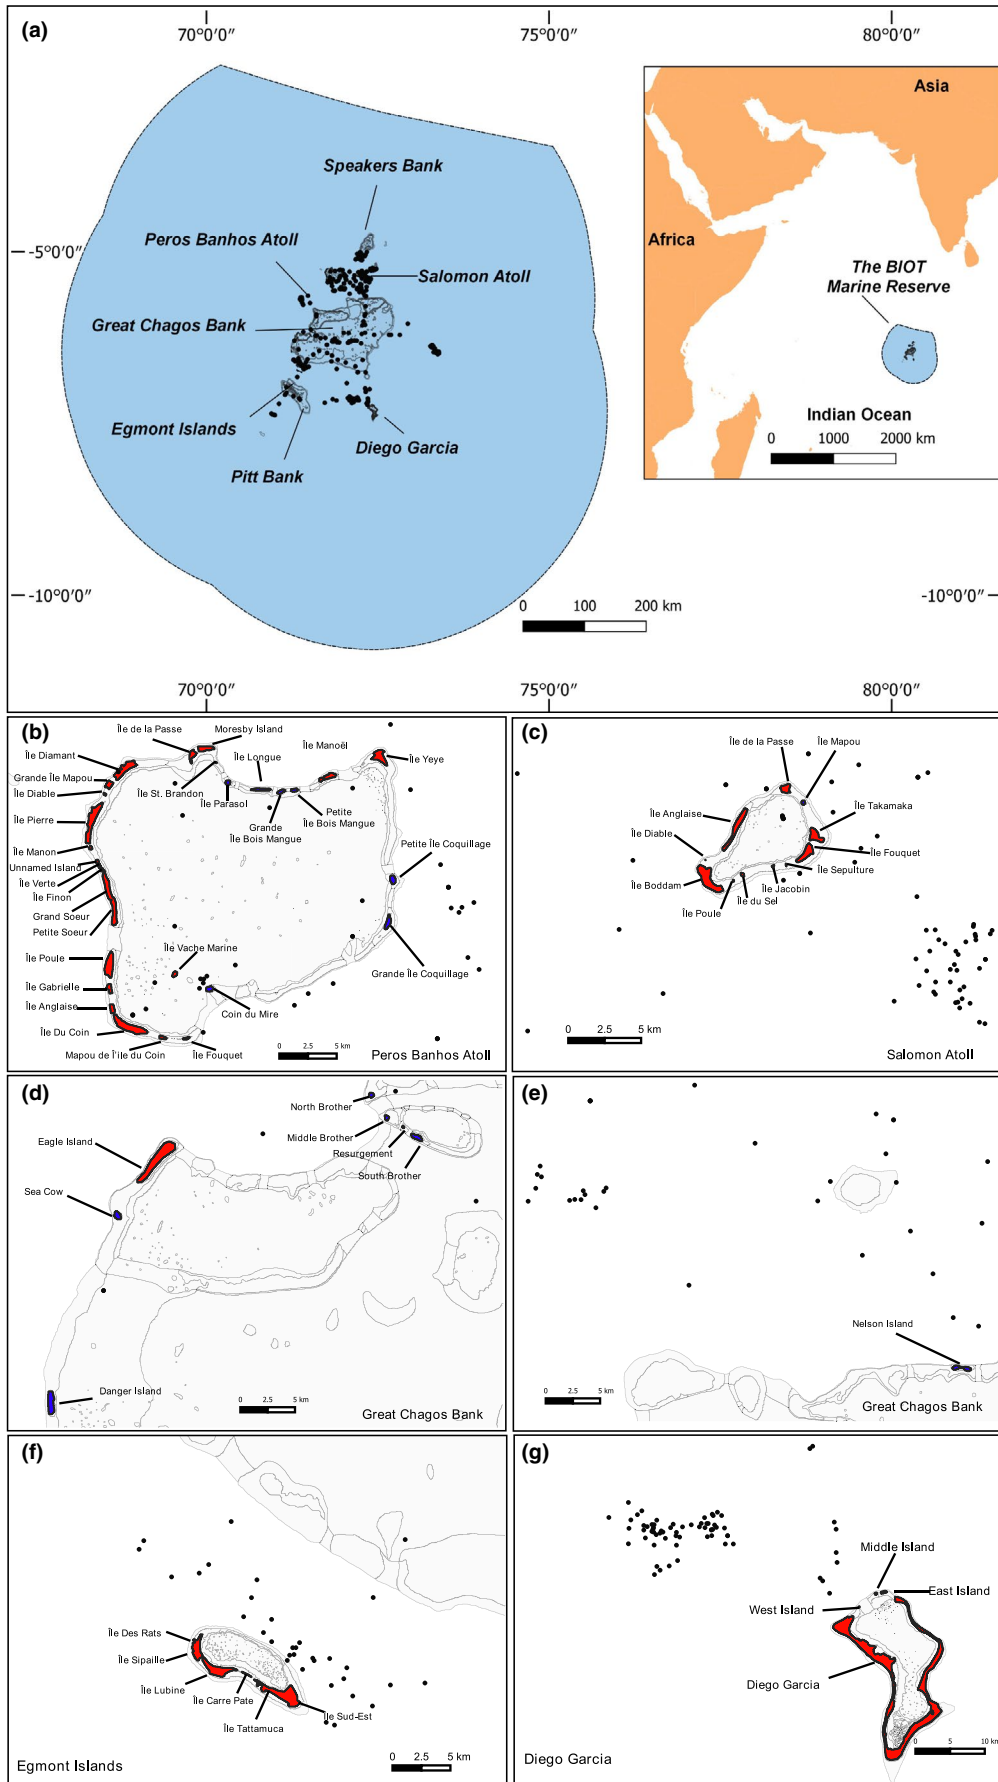 (a)
70°0′0″
75°0′0″
80°0′0″
-5°0′0″
-10°0′0″
-10°0′0″
Speakers Bank
Peros Banhos Atoll
Salomon Atoll
Great Chagos Bank
Egmont Islands
Diego Garcia
Pitt Bank
0 100 200 km
Asia
Africa
The BIOT
Marine Reserve
Indian Ocean
0 1000 2000 km
70°0′0″
75°0′0″
80°0′0″
(b)
Île de la Passe
Moresby Island
Île Diamant
Île Longue
Île Manoël
Île Yeye
Grande Île Mapou
Île Diable
Île St. Brandon
Île Parasol
Grande
Île Bois Mangue
Petite
Île Bois Mangue
Île Pierre
Île Manon
Unnamed Island
Île Verte
Île Finon
Grand Soeur
Petite Soeur
Petite Île Coquillage
Grande Île Coquillage
Île Poule
Île Vache Marine
Île Gabrielle
Île Anglaise
Coin du Mire
Île Du Coin
Mapou de l'île du Coin
Île Fouquet
0 2.5 5 km
Peros Banhos Atoll
(c)
Île de la Passe
Île Mapou
Île Anglaise
Île Takamaka
Île Diable
Île Fouquet
Île Boddam
Île Sepulture
Île Jacobin
Île du Sel
Île Poule
0 2.5 5 km
Salomon Atoll
(d)
North Brother
Middle Brother
Resurgement
South Brother
Eagle Island
Sea Cow
Danger Island
0 2.5 5 km
Great Chagos Bank
(e)
Nelson Island
0 2.5 5 km
Great Chagos Bank
(f)
Île Des Rats
Île Sipaille
Île Lubine
Île Carre Pate
Île Tattamuca
Île Sud-Est
Egmont Islands
0 2.5 5 km
(g)
Middle Island
East Island
West Island
Diego Garcia
0 5 10 km
Diego Garcia